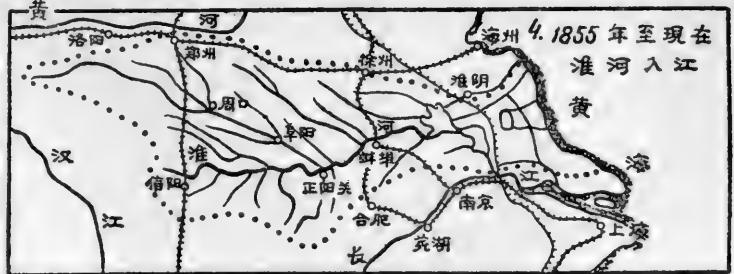 黄
河
洛阳
郑州
徐州
海州
4. 1855 年至現在
淮河入江
淮阴
黄
海
周口
阜阳
河
蚌埠
汉
江
淮
信阳
正阳关
合肥
南京
江
芜湖
长
上海